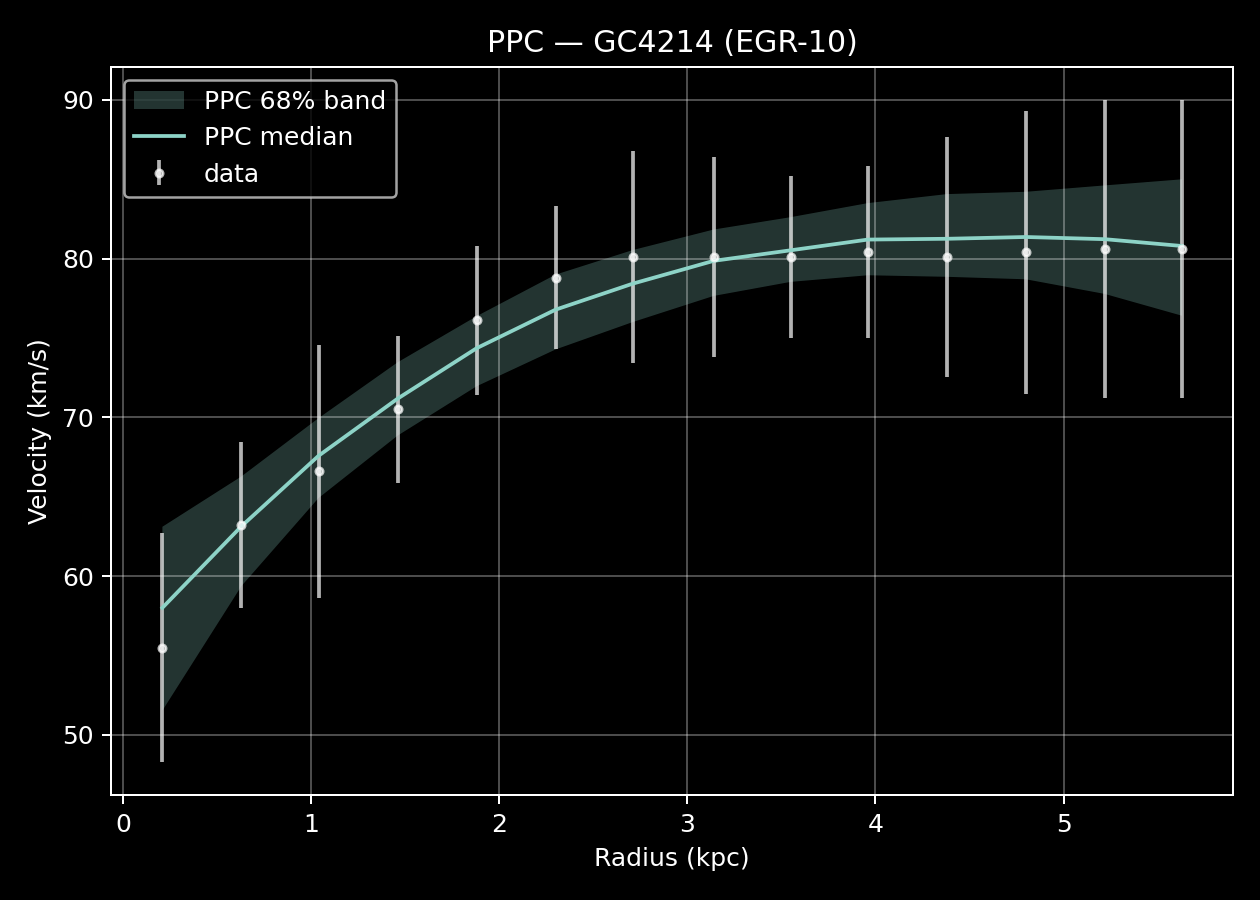 PPC — GC4214 (EGR-10)
PPC 68% band
PPC median
data
Velocity (km/s)
90
80
70
60
50
0 1 2 3 4 5
Radius (kpc)